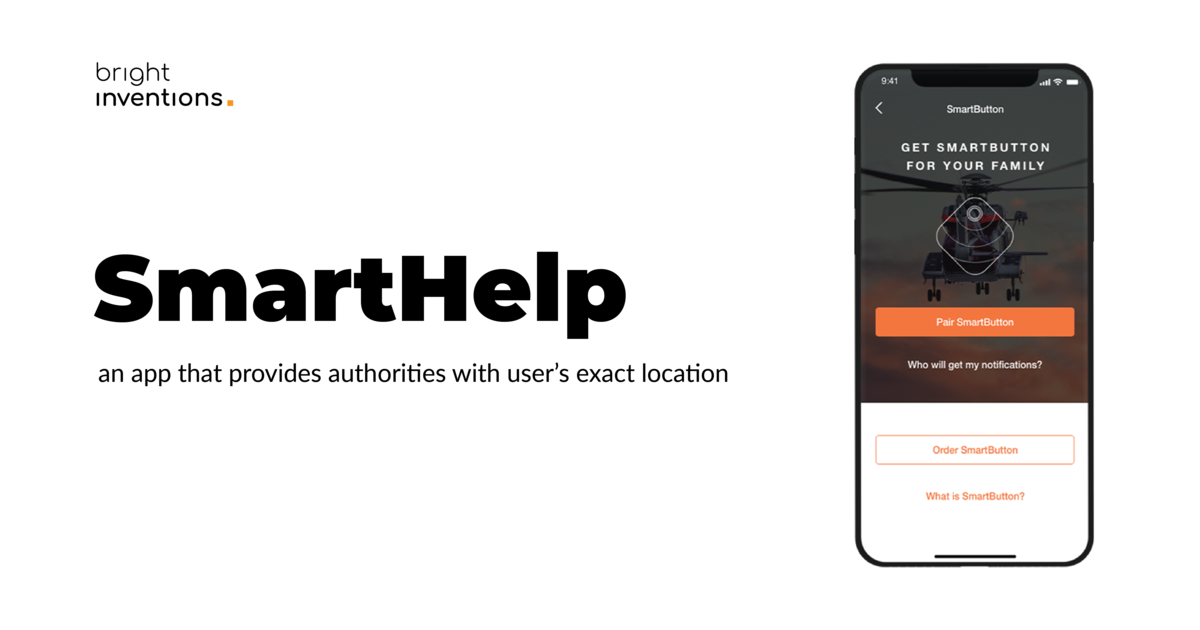 bright
inventions.
SmartHelp
an app that provides authorities with user's exact location
9:41
SmartButton
GET SMARTBUTTON
FOR YOUR FAMILY
Pair SmartButton
Who will get my notifications?
Order SmartButton
What is SmartButton?